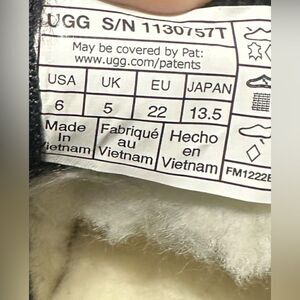 UGG S/N 1130757T
May be covered by Pat:
www.ugg.com/patents
USA UK EU JAPAN
6 5 22 13.5
Made Fabriqué Hecho
In au en
Vietnam Vietnam Vietnam
FM1222E